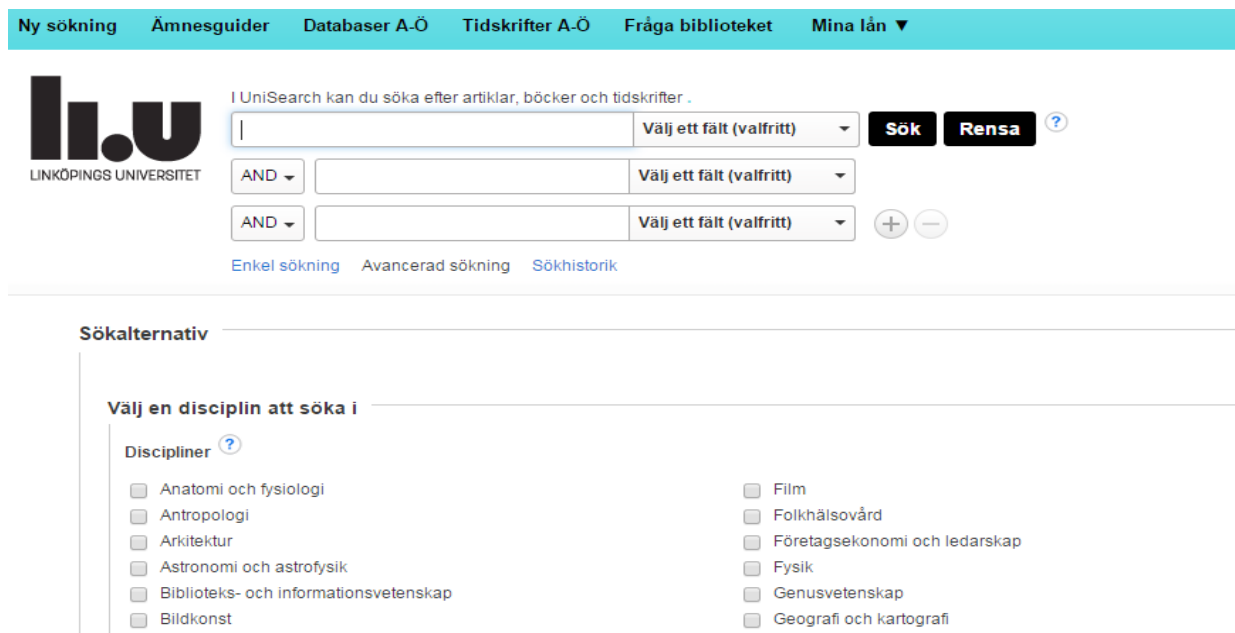 Ny sökning Ämnesguider Databaser A-Ö Tidskrifter A-Ö Fråga biblioteket Mina lån ▼
li.u
LINKÖPINGS UNIVERSITET
I UniSearch kan du söka efter artiklar, böcker och tidskrifter .
Välj ett fält (valfritt) Sök Rensa ?
AND Välj ett fält (valfritt)
AND Välj ett fält (valfritt) + −
Enkel sökning Avancerad sökning Sökhistorik
Sökalternativ
Välj en disciplin att söka i
Discipliner ?
Anatomi och fysiologi
Antropologi
Arkitektur
Astronomi och astrofysik
Biblioteks- och informationsvetenskap
Bildkonst
Film
Folkhälsovård
Företagsekonomi och ledarskap
Fysik
Genusvetenskap
Geografi och kartografi